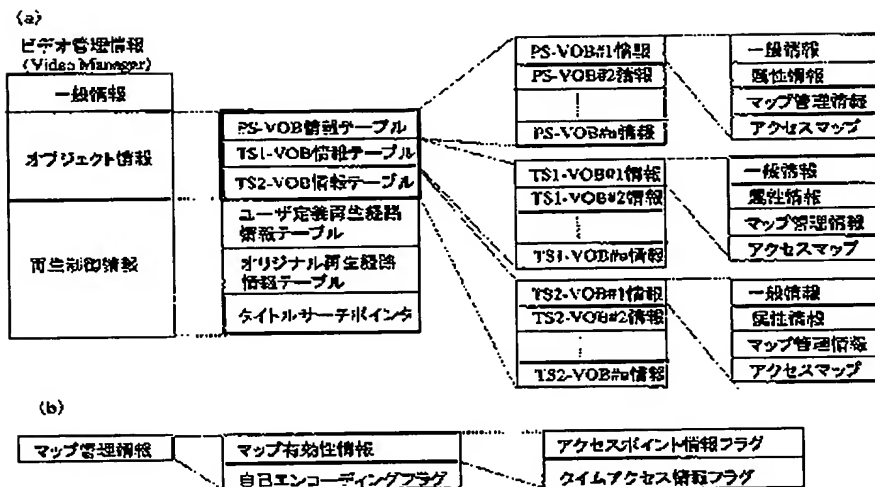 (a)
ビデオ管理情報
(Video Manager)
一般情報
オブジェクト情報
再生制御情報
PS-VOB情報テーブル
TS1-VOB情報テーブル
TS2-VOB情報テーブル
ユーザ定義再生経路
情報テーブル
オリジナル再生経路
情報テーブル
タイトルサーチポインタ
PS-VOB#1情報
PS-VOB#2情報
PS-VOB#n情報
一般情報
属性情報
マップ管理情報
アクセスマップ
TS1-VOB#1情報
TS1-VOB#2情報
TS1-VOB#n情報
一般情報
属性情報
マップ管理情報
アクセスマップ
TS2-VOB#1情報
TS2-VOB#2情報
TS2-VOB#n情報
一般情報
属性情報
マップ管理情報
アクセスマップ
(b)
マップ管理情報
マップ有効性情報
自己エンコーディングフラグ
アクセスポイント情報フラグ
タイムアクセス情報フラグ